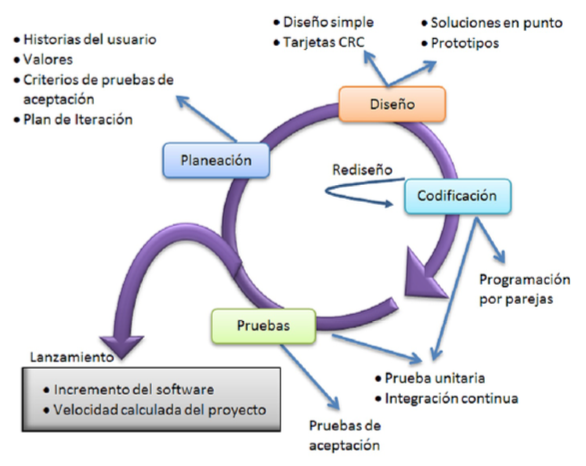 • Historias del usuario
• Valores
• Criterios de pruebas de
aceptación
• Plan de Iteración
• Diseño simple
• Tarjetas CRC
• Soluciones en punto
• Prototipos
Diseño
Planeación
Rediseño
Codificación
Programación
por parejas
Pruebas
Lanzamiento
• Incremento del software
• Velocidad calculada del proyecto
• Prueba unitaria
• Integración continua
Pruebas de
aceptación